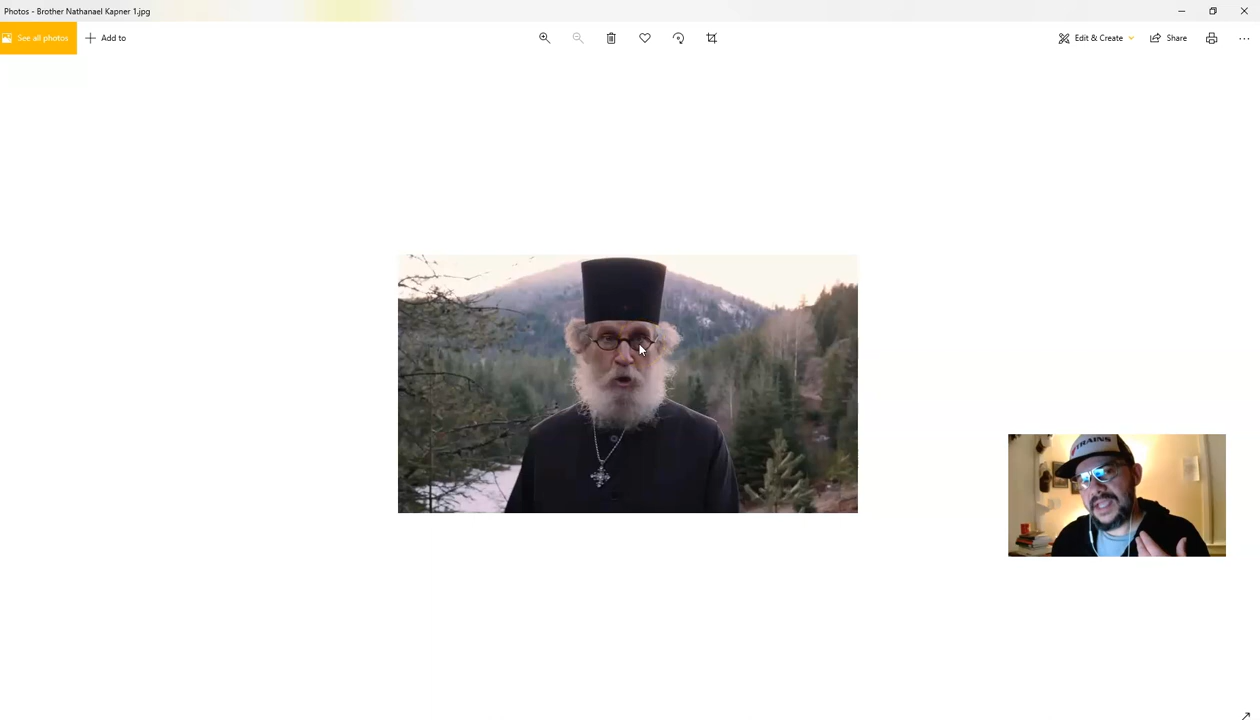 Photos - Brother Nathanael Kapner 1.jpg
See all photos
Add to
Edit & Create
Share
TRAINS